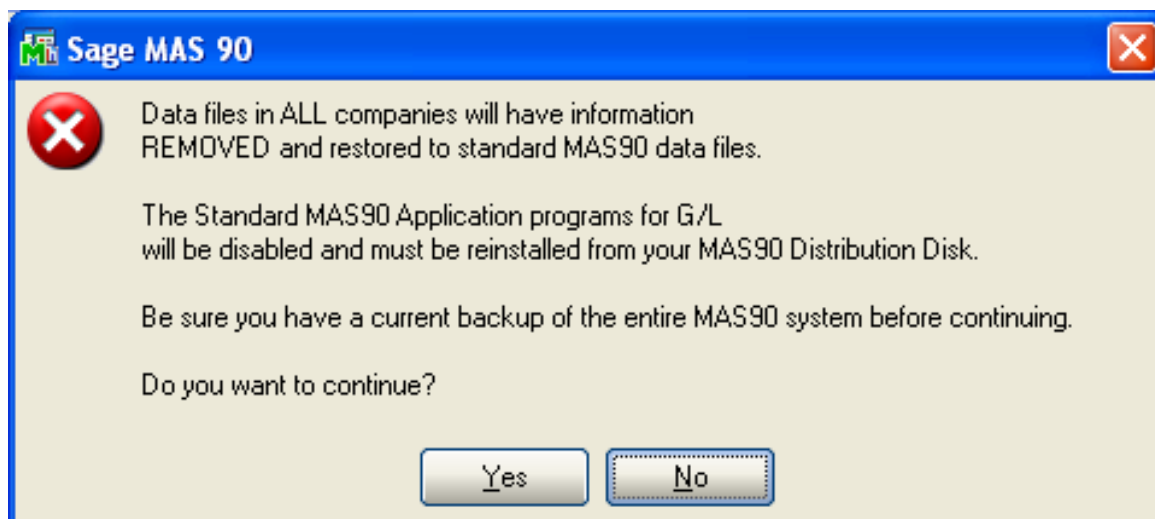 Sage MAS 90
Data files in ALL companies will have information
REMOVED and restored to standard MAS90 data files.
The Standard MAS90 Application programs for G/L
will be disabled and must be reinstalled from your MAS90 Distribution Disk.
Be sure you have a current backup of the entire MAS90 system before continuing.
Do you want to continue?
Yes
No